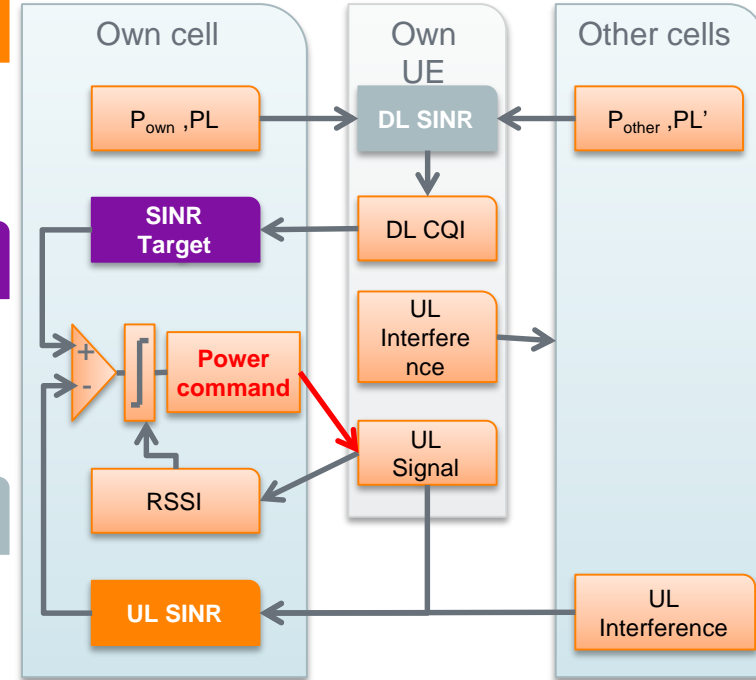 Own cell
Own
UE
Other cells
P_own ,PL
DL SINR
P_other ,PL’
SINR
Target
DL CQI
UL
Interfere
nce
+
-
Power
command
UL
Signal
RSSI
UL SINR
UL
Interference